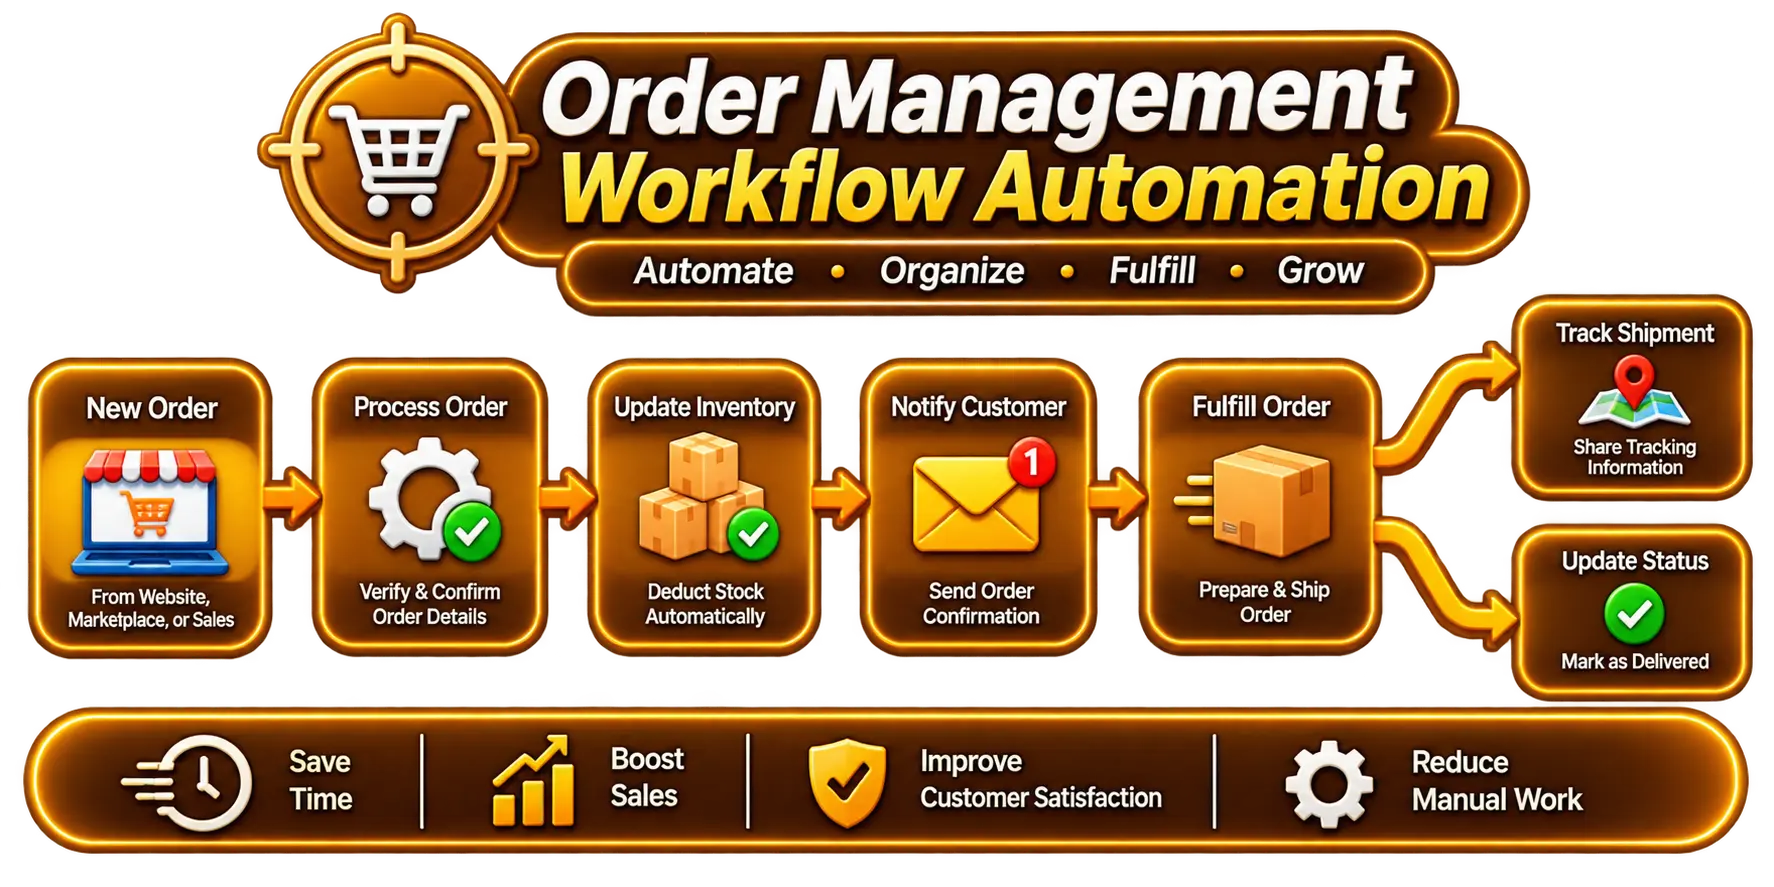 Order Management
Workflow Automation
Automate • Organize • Fulfill • Grow
New Order
From Website,
Marketplace, or Sales
Process Order
Verify & Confirm
Order Details
Update Inventory
Deduct Stock
Automatically
Notify Customer
1
Send Order
Confirmation
Fulfill Order
Prepare & Ship
Order
Track Shipment
Share Tracking
Information
Update Status
Mark as Delivered
Save
Time
Boost
Sales
Improve
Customer Satisfaction
Reduce
Manual Work